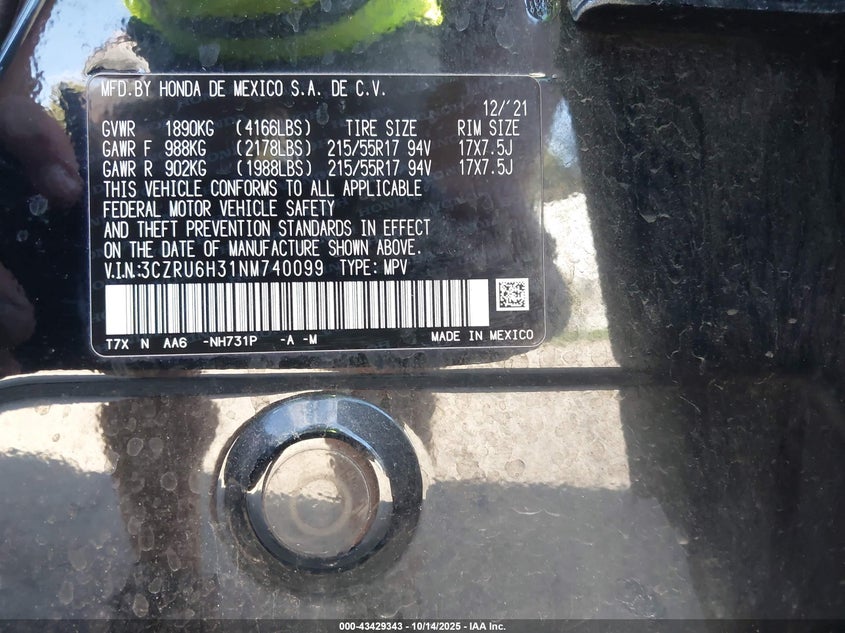 MFD.BY HONDA DE MEXICO S.A. DE C.V.
12/'21
GVWR 1890KG (4166LBS) TIRE SIZE RIM SIZE
GAWR F 988KG (2178LBS) 215/55R17 94V 17X7.5J
GAWR R 902KG (1988LBS) 215/55R17 94V 17X7.5J
THIS VEHICLE CONFORMS TO ALL APPLICABLE
FEDERAL MOTOR VEHICLE SAFETY
AND THEFT PREVENTION STANDARDS IN EFFECT
ON THE DATE OF MANUFACTURE SHOWN ABOVE.
V.I.N.:3CZRU6H31NM740099 TYPE: MPV
T7X N AA6 -NH731P -A -M MADE IN MEXICO
000-43429343 - 10/14/2025 - IAA Inc.